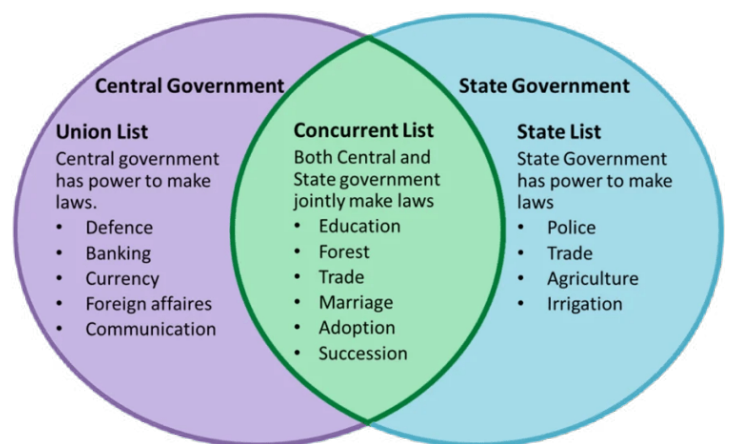 Central Government
Union List
Central government
has power to make
laws.
• Defence
• Banking
• Currency
• Foreign affaires
• Communication
Concurrent List
Both Central and
State government
jointly make laws
• Education
• Forest
• Trade
• Marriage
• Adoption
• Succession
State Government
State List
State Government
has power to make
laws
• Police
• Trade
• Agriculture
• Irrigation